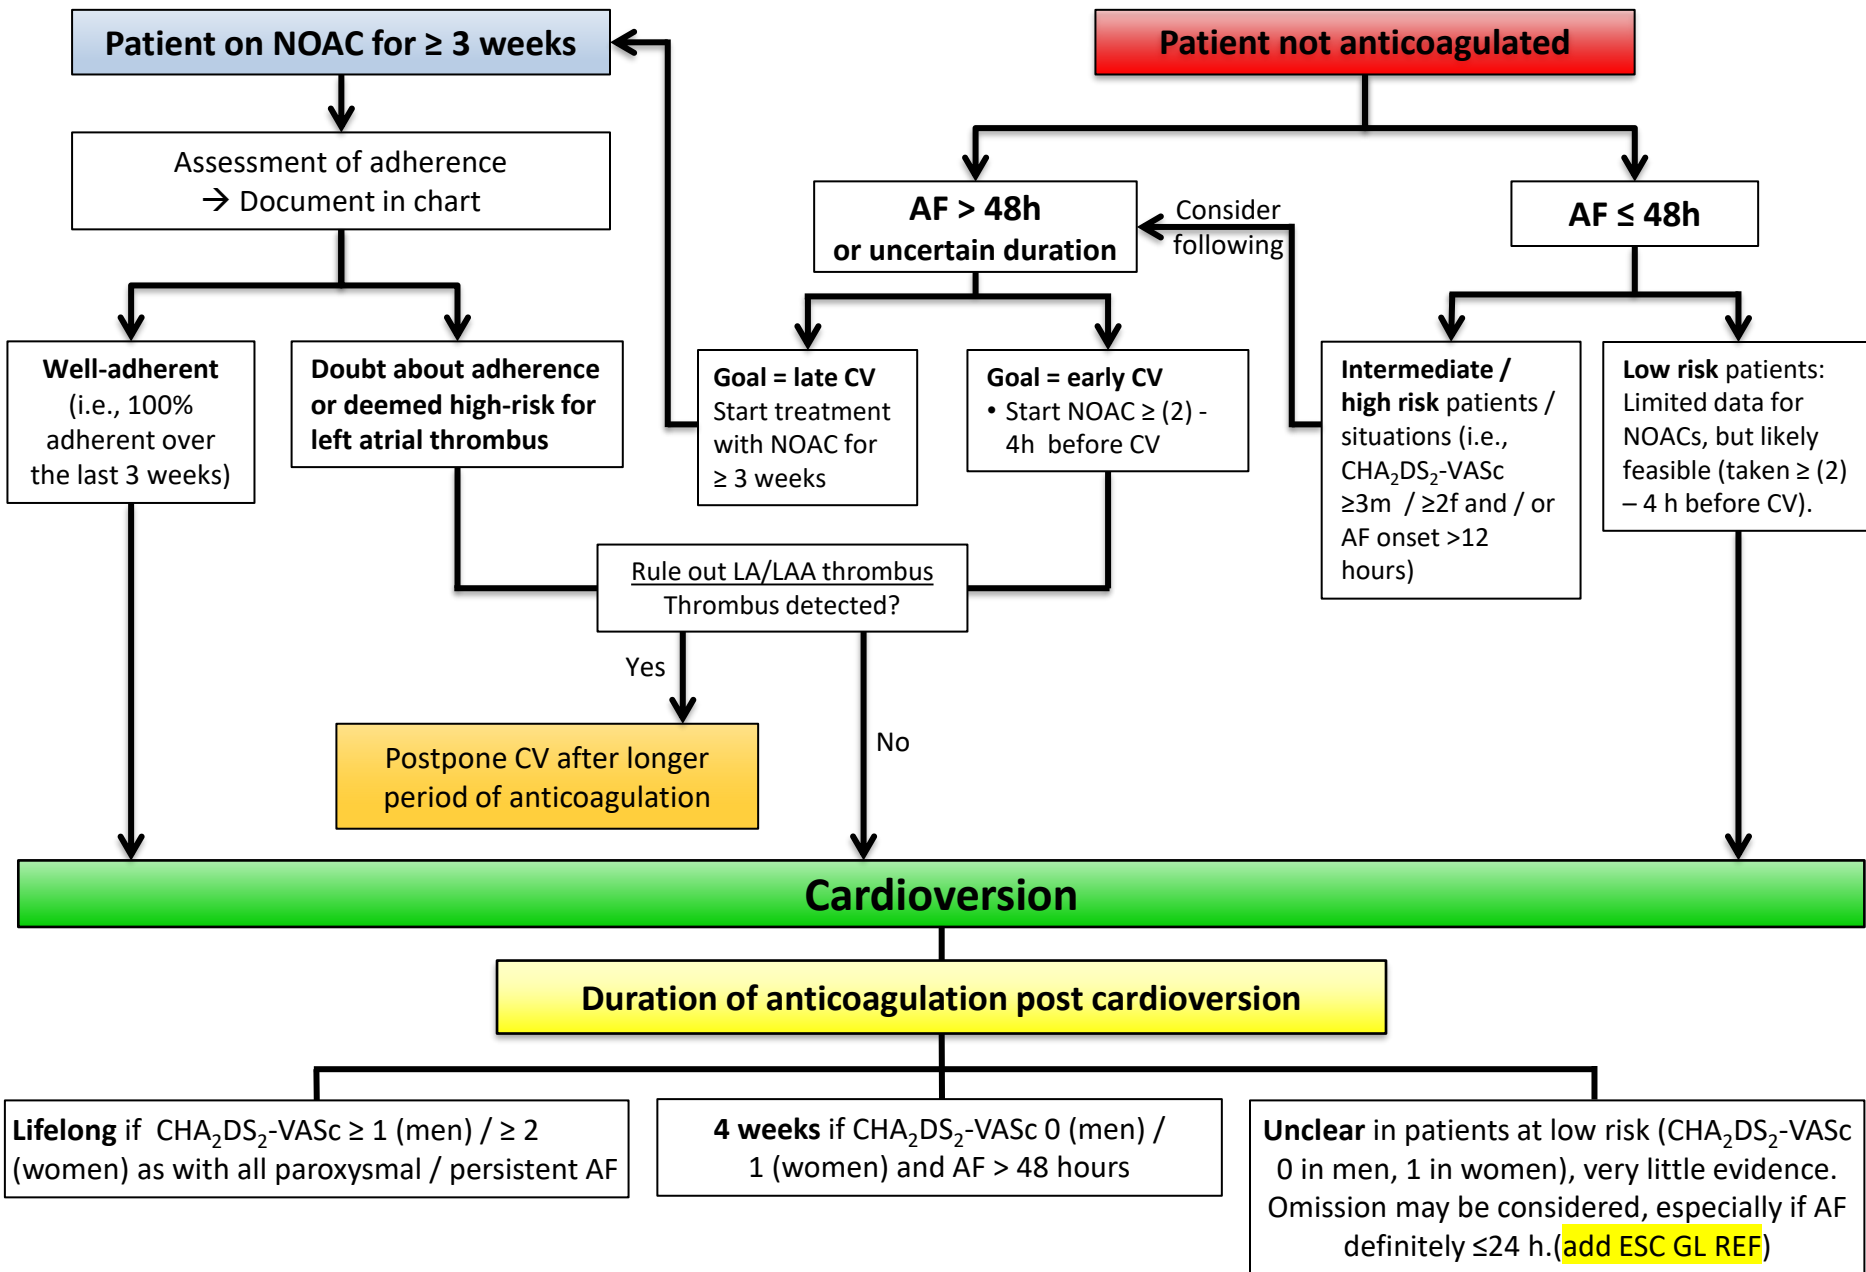 Patient on NOAC for ≥ 3 weeks
Patient not anticoagulated
Assessment of adherence
→ Document in chart
AF > 48h
or uncertain duration
Consider
following
AF ≤ 48h
Well-adherent
(i.e., 100%
adherent over
the last 3 weeks)
Doubt about adherence
or deemed high-risk for
left atrial thrombus
Goal = late CV
Start treatment
with NOAC for
≥ 3 weeks
Goal = early CV
• Start NOAC ≥ (2) -
4h before CV
Intermediate /
high risk patients /
situations (i.e.,
CHA₂DS₂-VASc
≥3m / ≥2f and / or
AF onset >12
hours)
Low risk patients:
Limited data for
NOACs, but likely
feasible (taken ≥ (2)
– 4 h before CV).
Rule out LA/LAA thrombus
Thrombus detected?
Yes
No
Postpone CV after longer
period of anticoagulation
Cardioversion
Duration of anticoagulation post cardioversion
Lifelong if CHA₂DS₂-VASc ≥ 1 (men) / ≥ 2
(women) as with all paroxysmal / persistent AF
4 weeks if CHA₂DS₂-VASc 0 (men) /
1 (women) and AF > 48 hours
Unclear in patients at low risk (CHA₂DS₂-VASc
0 in men, 1 in women), very little evidence.
Omission may be considered, especially if AF
definitely ≤24 h.(add ESC GL REF)